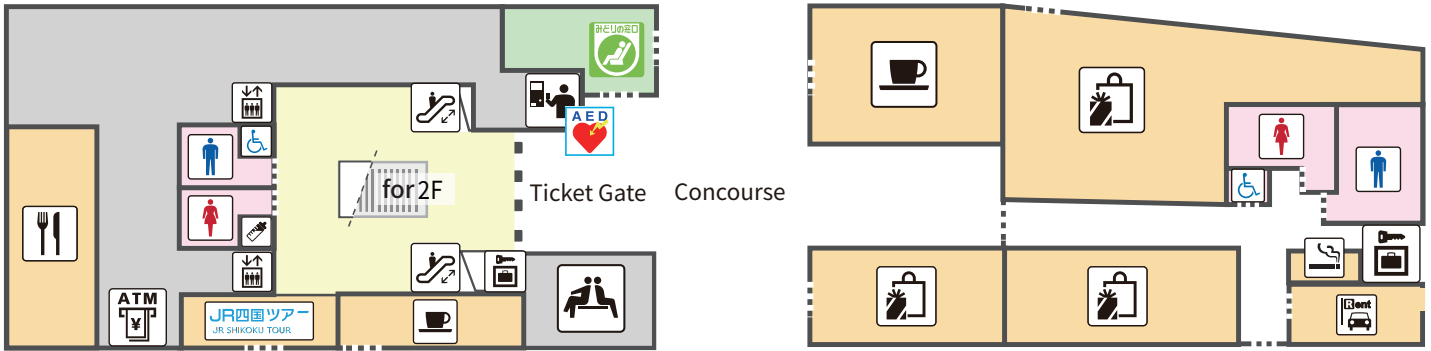 みどりの窓口
AED
for 2F
Ticket Gate
Concourse
ATM
¥
JR四国ツアー
JR SHIKOKU TOUR
Rent